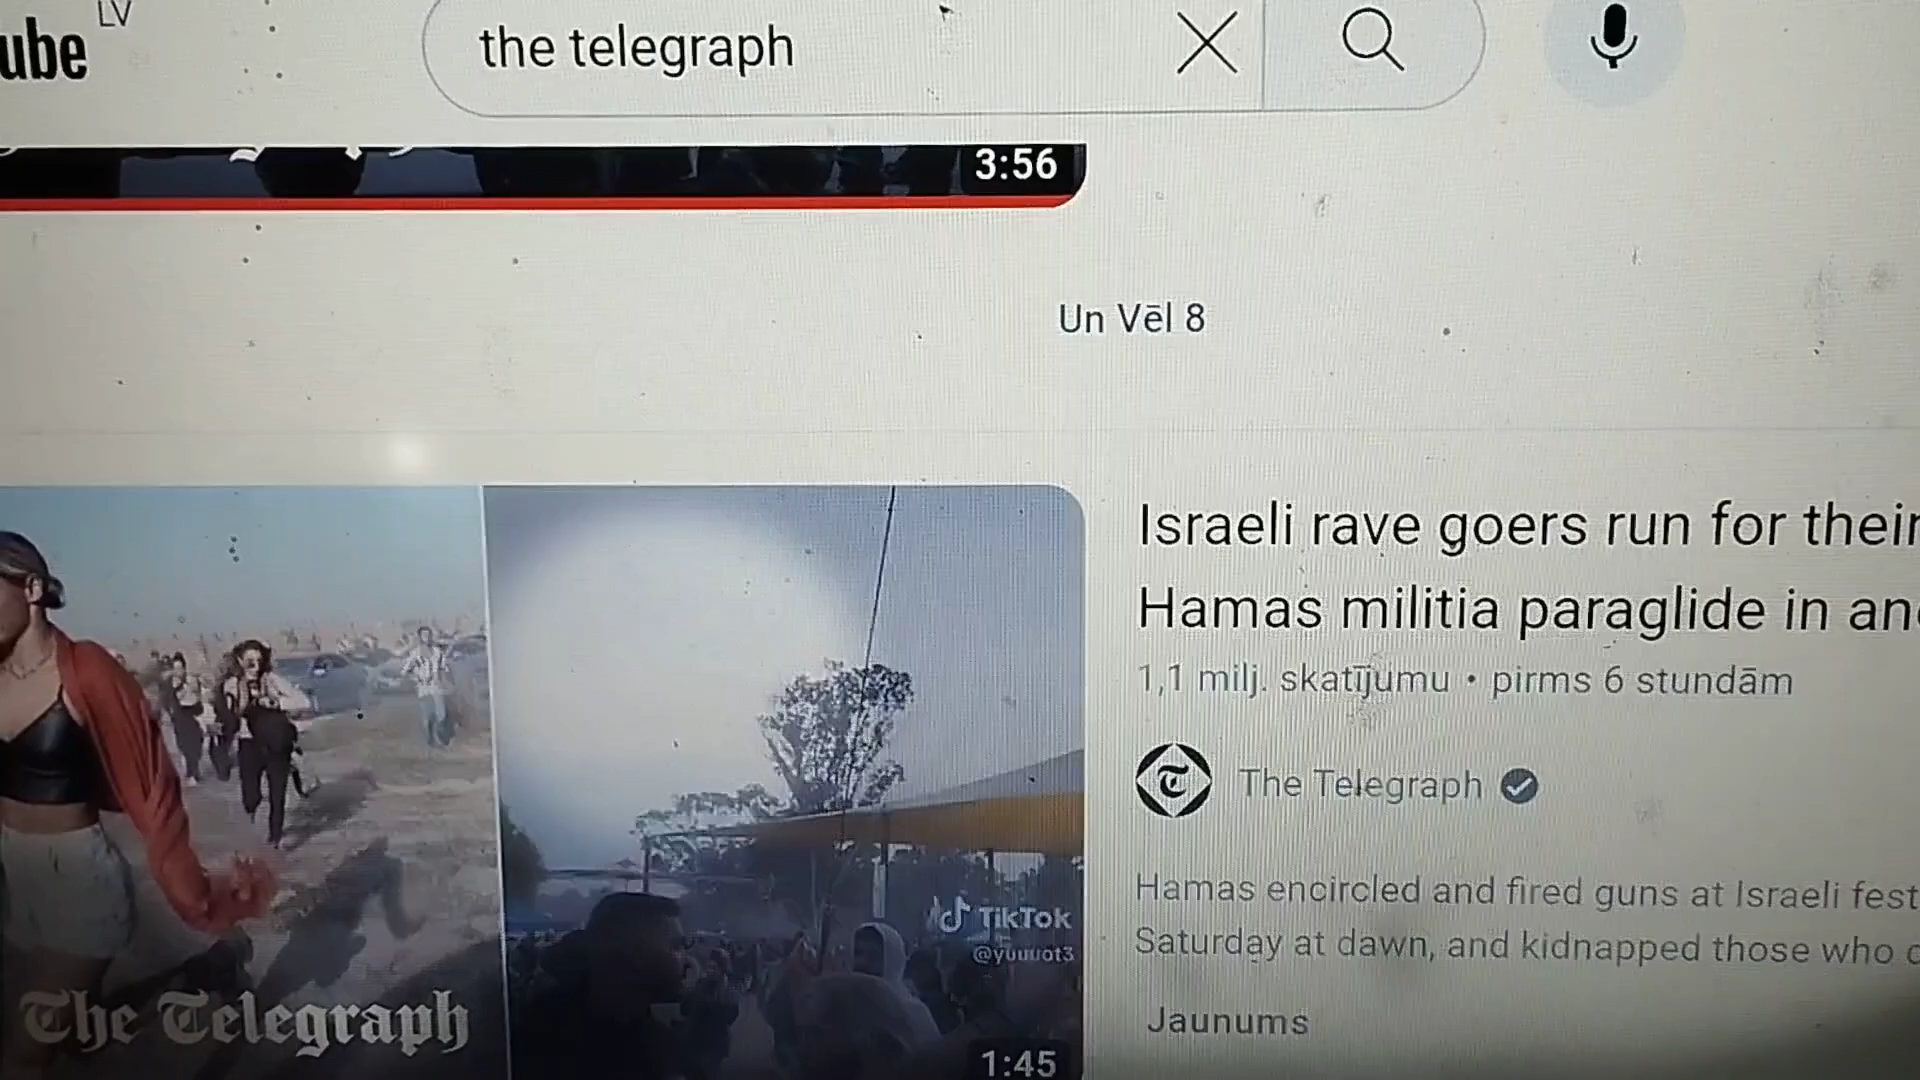 ube LV
the telegraph
3:56
Un Vēl 8
Israeli rave goers run for their
Hamas militia paraglide in an
1,1 milj. skatījumu • pirms 6 stundām
The Telegraph
Hamas encircled and fired guns at Israeli fest
Saturday at dawn, and kidnapped those who
Jaunums
TikTok
@yuuuot3
The Telegraph
1:45